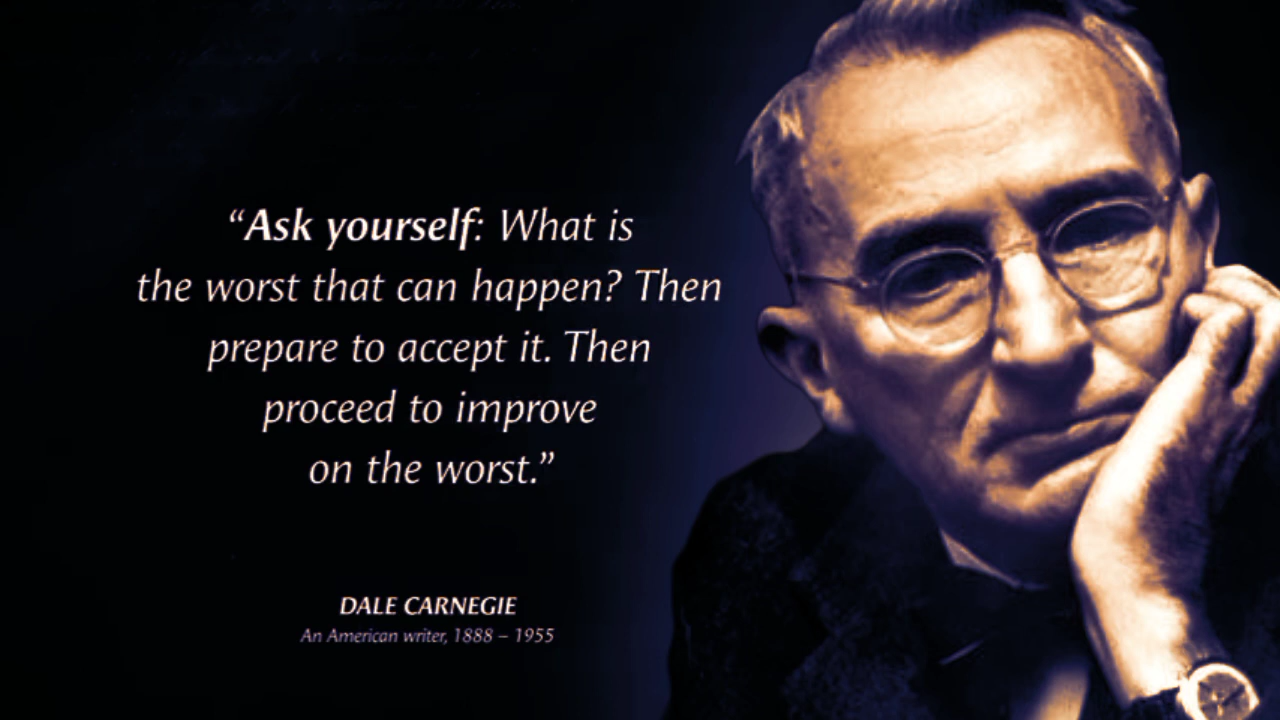 “Ask yourself: What is
the worst that can happen? Then
prepare to accept it. Then
proceed to improve
on the worst.”
DALE CARNEGIE
An American writer, 1888 – 1955